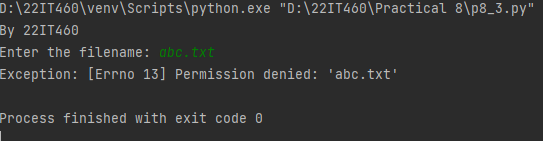 D:\22IT460\venv\Scripts\python.exe "D:\22IT460\Practical 8\p8_3.py"
By 22IT460
Enter the filename: abc.txt
Exception: [Errno 13] Permission denied: 'abc.txt'
Process finished with exit code 0